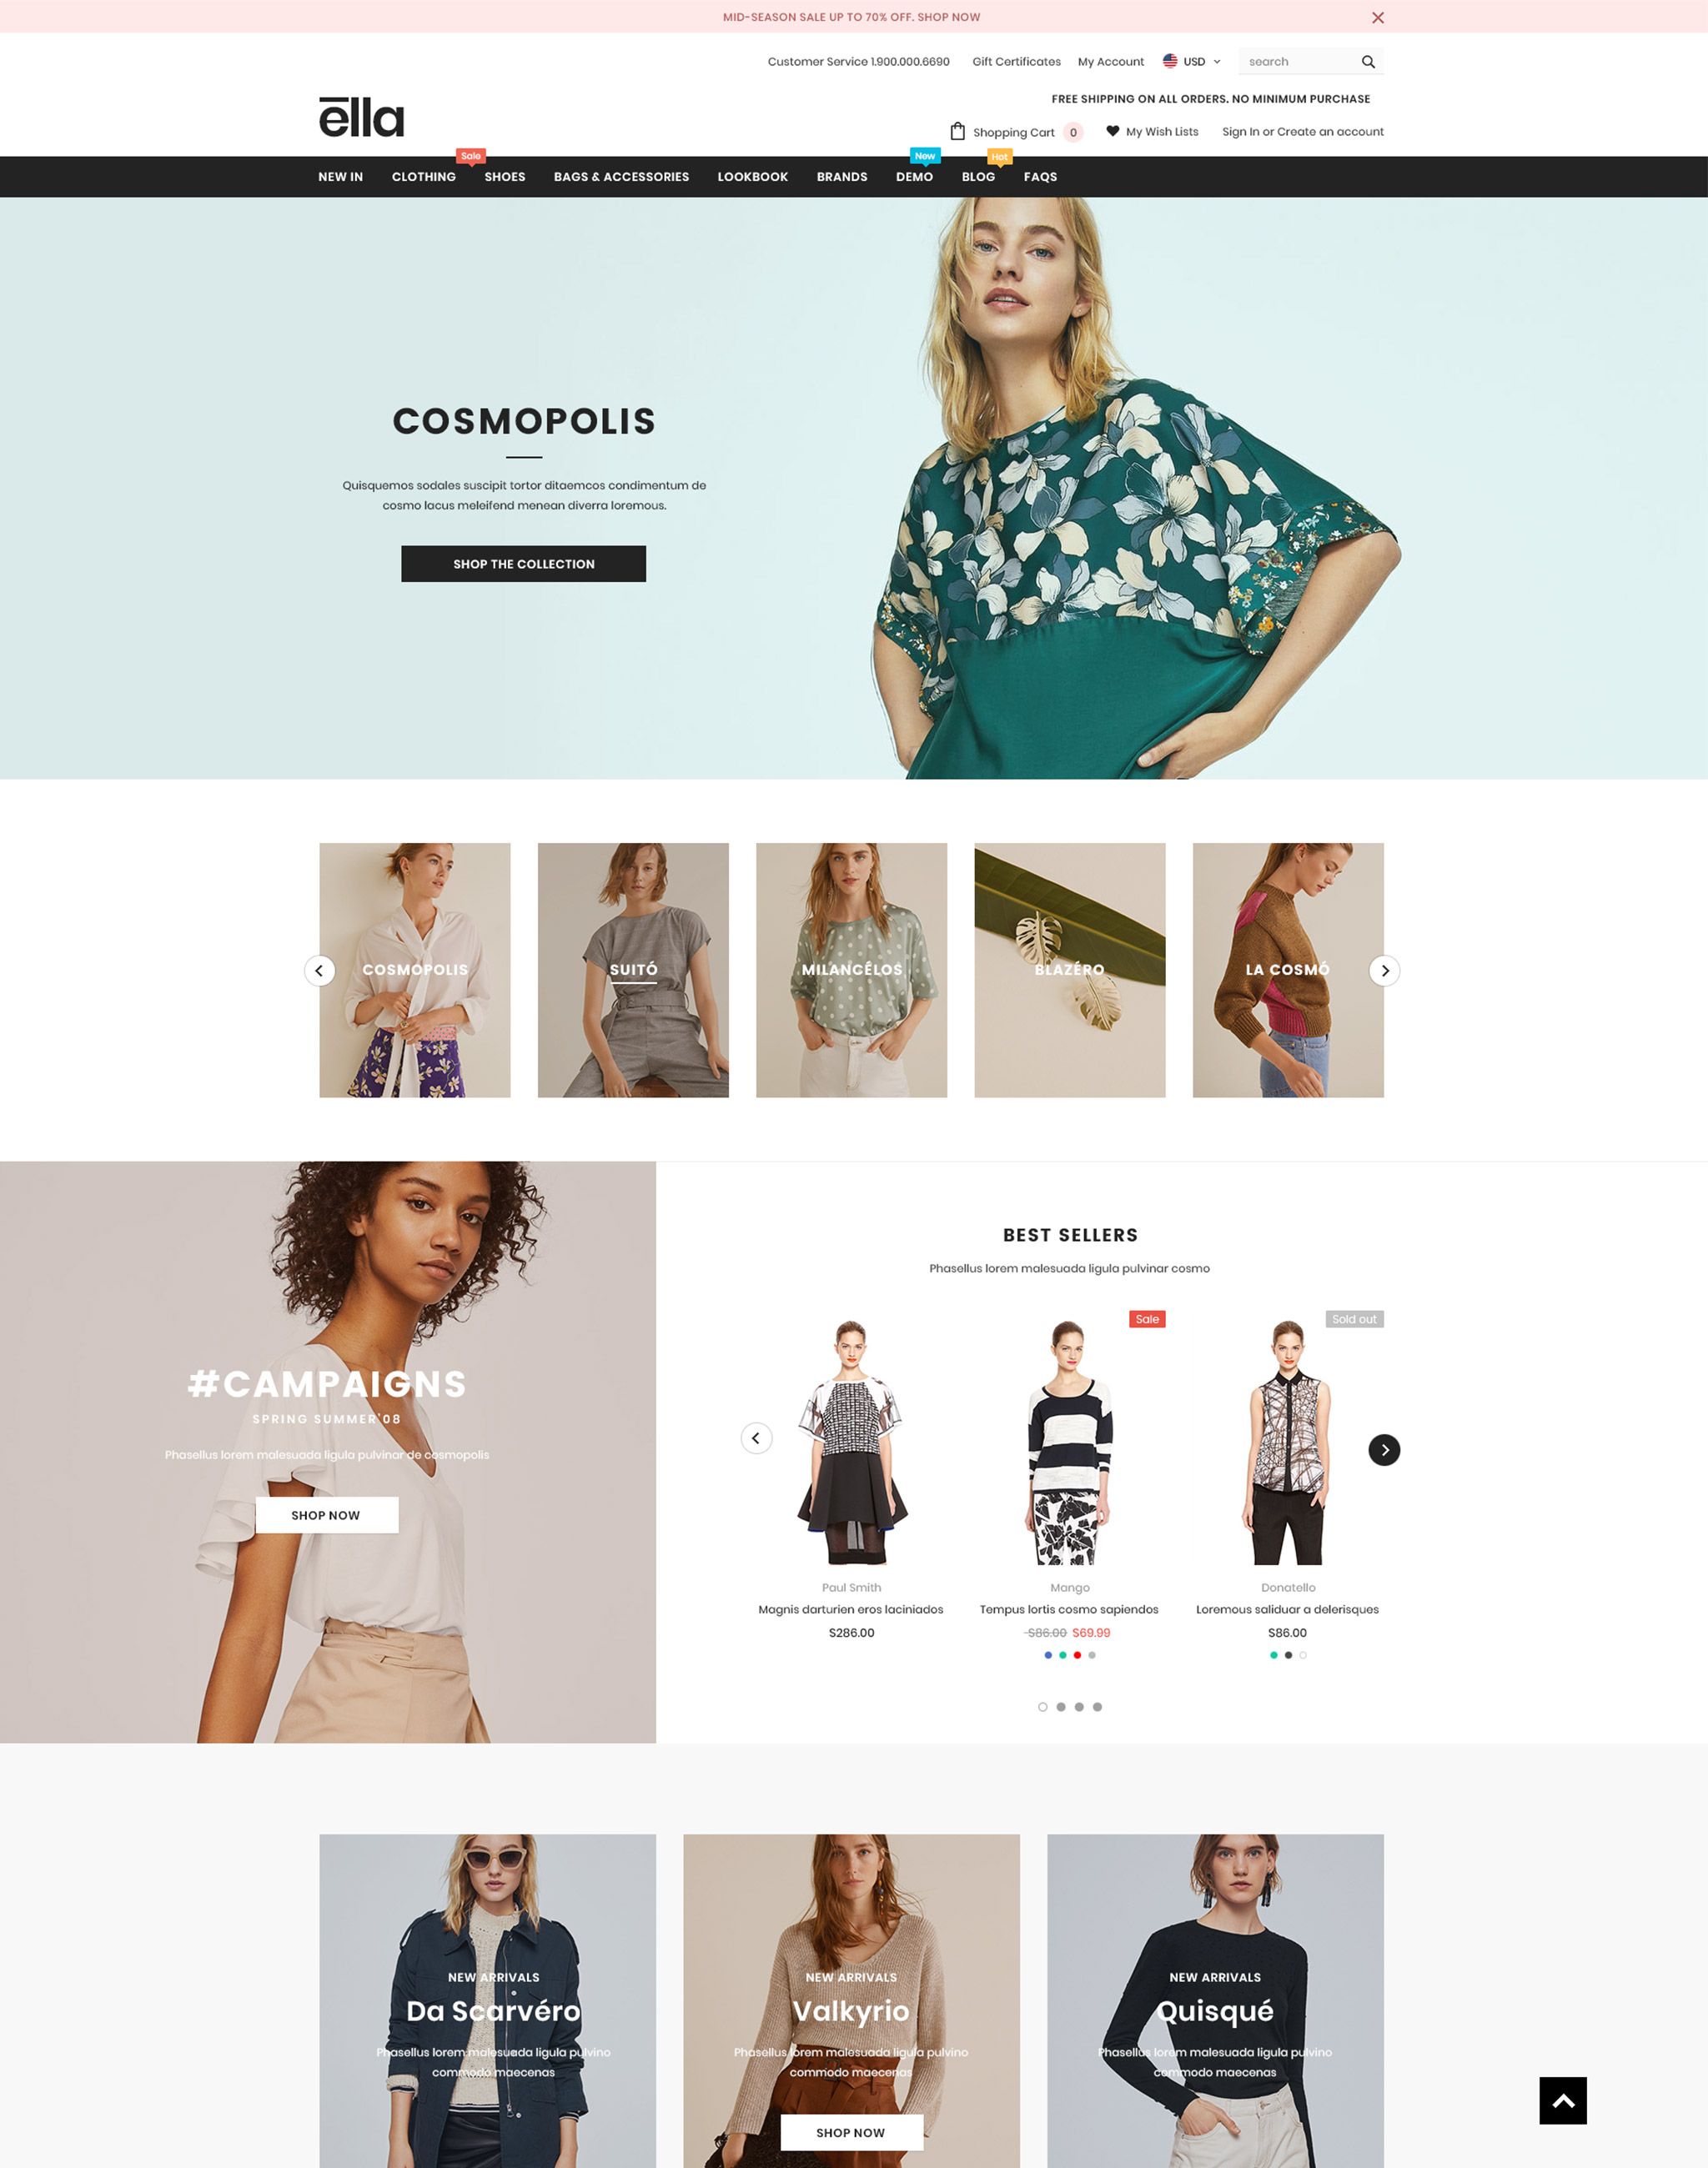 MID-SEASON SALE UP TO 70% OFF. SHOP NOW
Customer Service 1.900.000.6690 Gift Certificates My Account USD search
FREE SHIPPING ON ALL ORDERS. NO MINIMUM PURCHASE
ēlla
Shopping Cart 0 My Wish Lists Sign In or Create an account
Sale New Hot
NEW IN CLOTHING SHOES BAGS & ACCESSORIES LOOKBOOK BRANDS DEMO BLOG FAQS
COSMOPOLIS
Quisquemos sodales suscipit tortor ditaemcos condimentum de
cosmo lacus meleifend menean diverra loremous.
SHOP THE COLLECTION
COSMOPOLIS SUITÓ MILANCÉLOS BLAZÉRO LA COSMÓ
#CAMPAIGNS
SPRING SUMMER'08
Phasellus lorem malesuada ligula pulvinar de cosmopolis
SHOP NOW
BEST SELLERS
Phasellus lorem malesuada ligula pulvinar cosmo
Sale Sold out
Paul Smith Mango Donatello
Magnis darturien eros laciniados Tempus lortis cosmo sapiendos Loremous saliduar a delerisques
$286.00 $86.00 $69.99 $86.00
NEW ARRIVALS NEW ARRIVALS NEW ARRIVALS
Da Scarvéro Valkyrio Quisqué
Phasellus lorem malesuada ligula pulvino Phasellus lorem malesuada ligula pulvino Phasellus lorem malesuada ligula pulvino
commodo maecenas commodo maecenas commodo maecenas
SHOP NOW